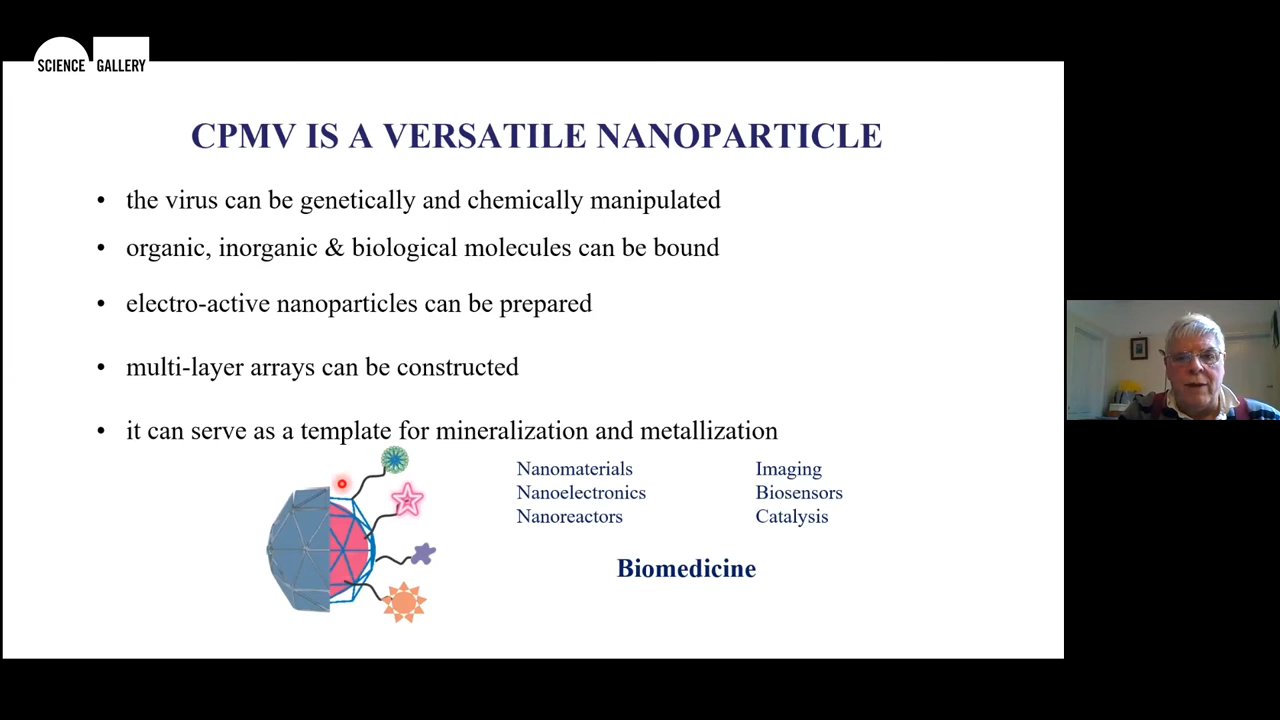 SCIENCE GALLERY
CPMV IS A VERSATILE NANOPARTICLE
• the virus can be genetically and chemically manipulated
• organic, inorganic & biological molecules can be bound
• electro-active nanoparticles can be prepared
• multi-layer arrays can be constructed
• it can serve as a template for mineralization and metallization
Nanomaterials
Nanoelectronics
Nanoreactors
Imaging
Biosensors
Catalysis
Biomedicine